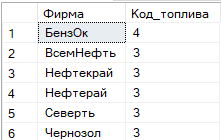 Фирма Код_топлива
1 БензОк 4
2 ВсемНефть 3
3 Нефтекрай 3
4 Нефтерай 3
5 Северть 3
6 Чернозол 3